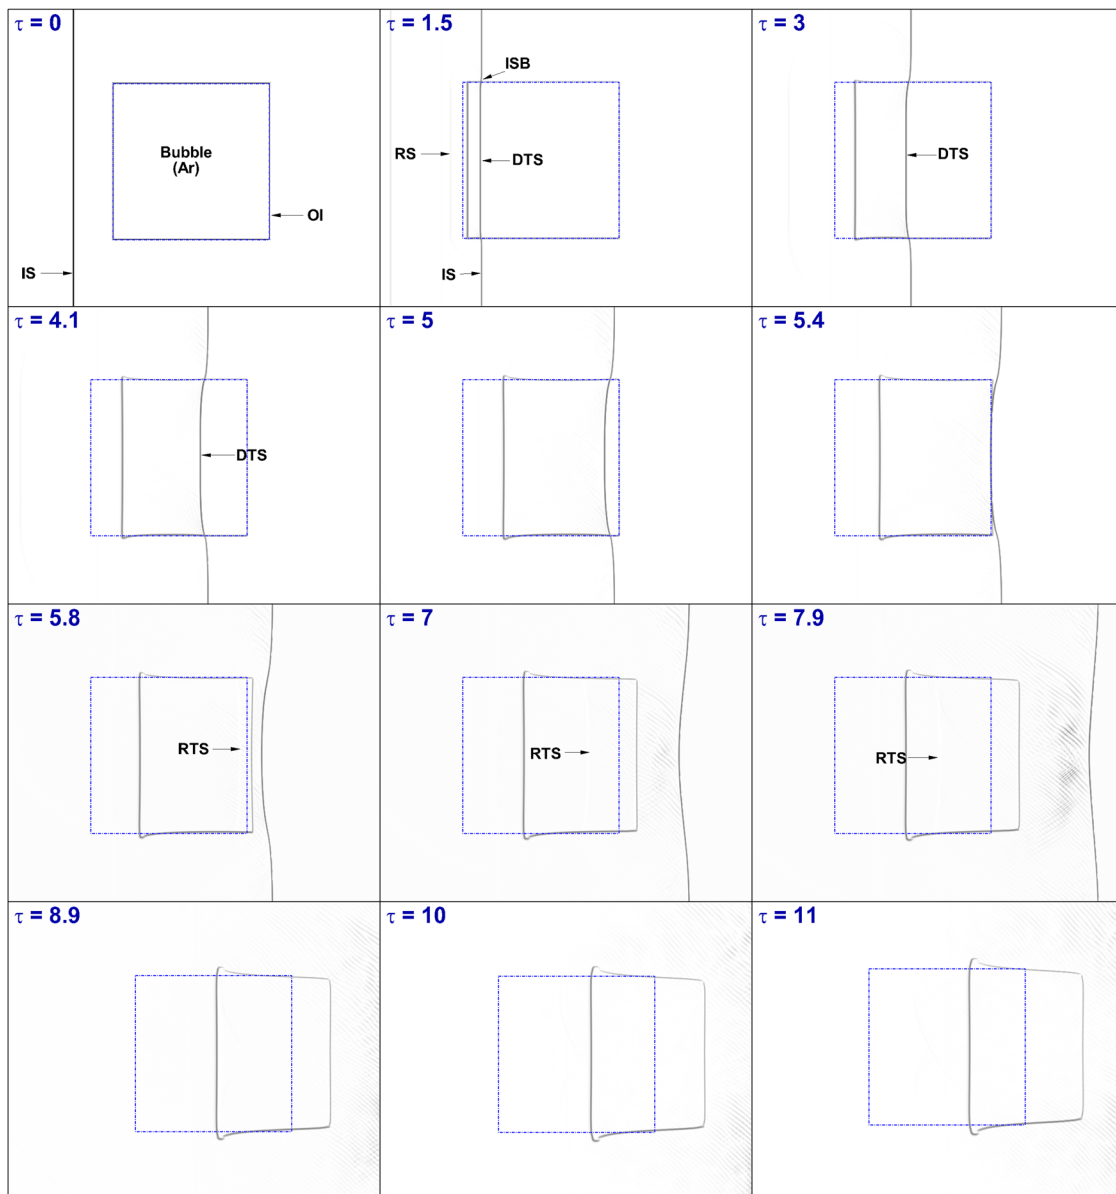 τ = 0
Bubble
(Ar)
OI
IS
τ = 1.5
ISB
RS
DTS
IS
τ = 3
DTS
τ = 4.1
DTS
τ = 5
τ = 5.4
τ = 5.8
RTS
τ = 7
RTS
τ = 7.9
RTS
τ = 8.9
τ = 10
τ = 11